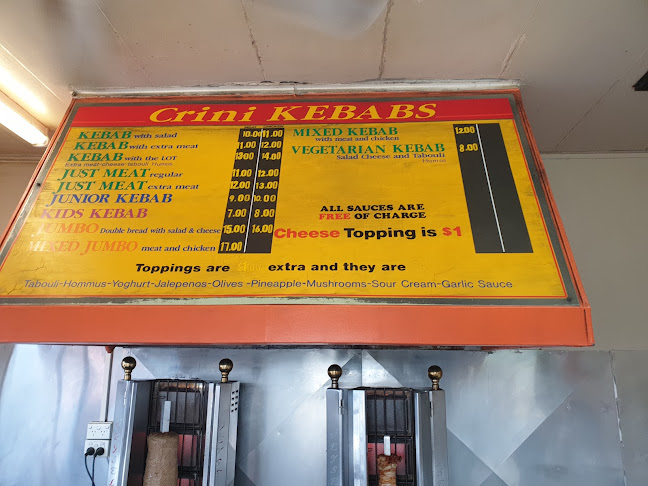 Crini KEBABS
KEBAB with salad 10.00 11.00
KEBAB with extra meat 11.00 12.00
KEBAB with the LOT 13.00 14.00
Extra meat-cheese-tabouli Humos
JUST MEAT regular 11.00 12.00
JUST MEAT extra meat 12.00 13.00
JUNIOR KEBAB 9.00 10.00
KIDS KEBAB 7.00 8.00
JUMBO Double bread with salad & cheese 15.00 16.00
MIXED JUMBO meat and chicken 17.00
MIXED KEBAB 12.00
with meat and chicken
VEGETARIAN KEBAB 8.00
Salad Cheese and Tabouli
Humos
ALL SAUCES ARE
FREE OF CHARGE
Cheese Topping is $1
Toppings are extra and they are
Tabouli-Hommus-Yoghurt-Jalepenos-Olives -Pineapple-Mushrooms-Sour Cream-Garlic Sauce